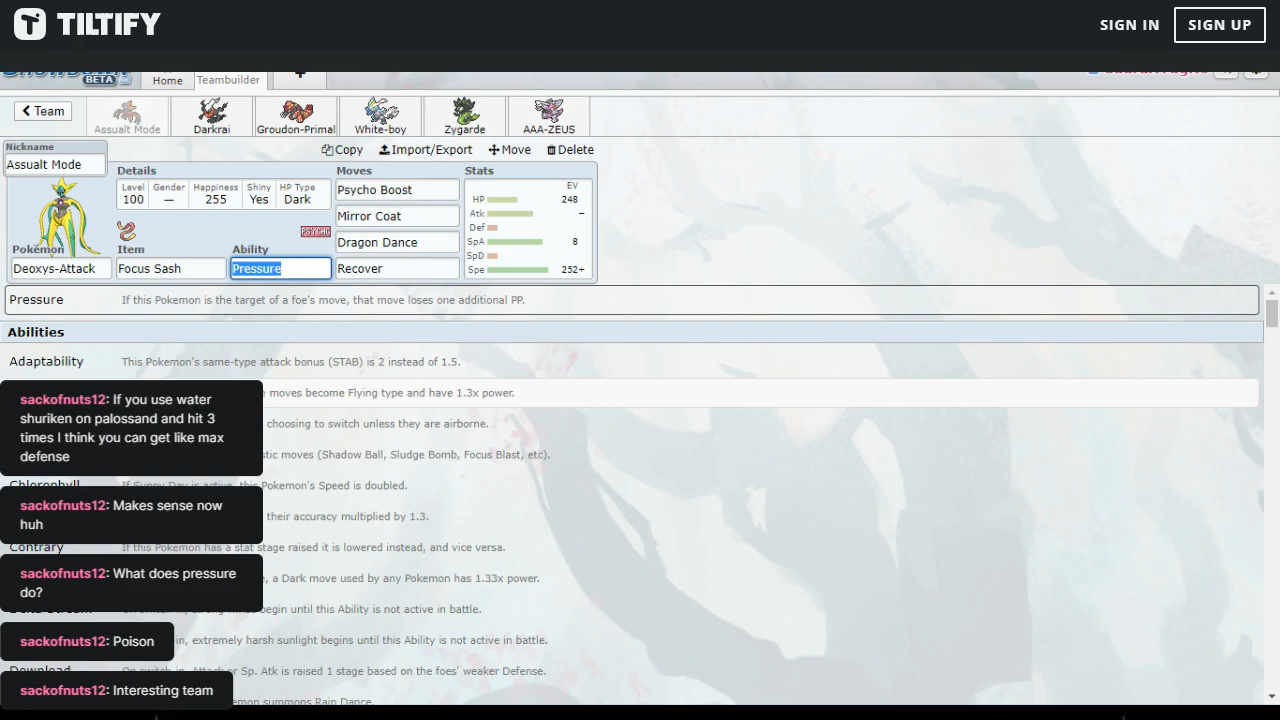 TILTIFY
SIGN IN
SIGN UP
BETA
Home
Teambuilder
Team
Assualt Mode
Darkrai
Groudon-Primal
White-boy
Zygarde
AAA-ZEUS
Nickname
Assualt Mode
Copy
Import/Export
Move
Delete
Details
Moves
Stats
Level
Gender
Happiness
Shiny
HP Type
100
—
255
Yes
Dark
Psycho Boost
Mirror Coat
Dragon Dance
Recover
EV
HP 248
Atk –
Def
SpA 8
SpD
Spe 252+
PSYCHC
Pokémon
Item
Ability
Deoxys-Attack
Focus Sash
Pressure
Pressure If this Pokemon is the target of a foe's move, that move loses one additional PP.
Abilities
Adaptability This Pokemon's same-type attack bonus (STAB) is 2 instead of 1.5.
moves become Flying type and have 1.3x power.
choosing to switch unless they are airborne.
stic moves (Shadow Ball, Sludge Bomb, Focus Blast, etc).
Chlorophyll If Sunny Day is active, this Pokemon's Speed is doubled.
their accuracy multiplied by 1.3.
Contrary If this Pokemon has a stat stage raised it is lowered instead, and vice versa.
, a Dark move used by any Pokemon has 1.33x power.
begin until this Ability is not active in battle.
in, extremely harsh sunlight begins until this Ability is not active in battle.
Download On switch-in, Attack or Sp. Atk is raised 1 stage based on the foes' weaker Defense.
emon summons Rain Dance.
sackofnuts12: If you use water
shuriken on palossand and hit 3
times I think you can get like max
defense
sackofnuts12: Makes sense now
huh
sackofnuts12: What does pressure
do?
sackofnuts12: Poison
sackofnuts12: Interesting team